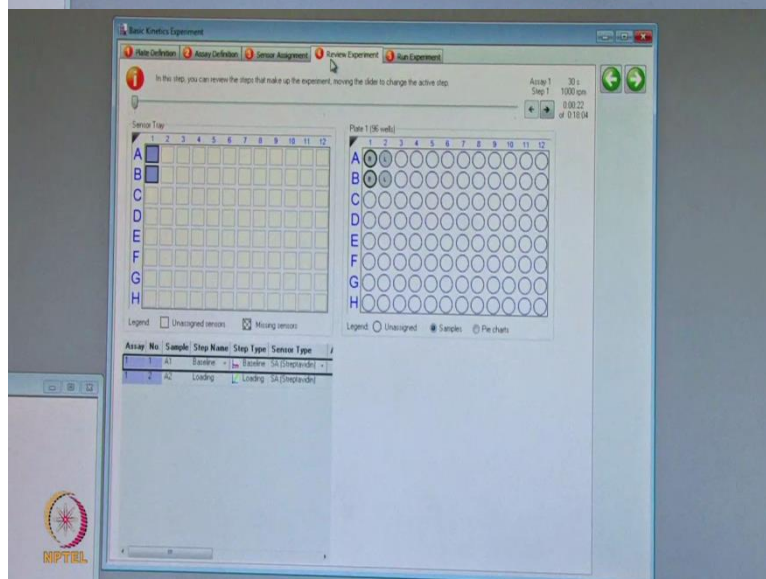 Basic Kinetics Experiment
1 Plate Definition 2 Assay Definition 3 Sensor Assignment 4 Review Experiment 5 Run Experiment
In this step, you can review the steps that make up the experiment, moving the slider to change the active step.
Assay 1 30 s
Step 1 1000 rpm
0:00:22
of 0:18:04
Sensor Tray
1 2 3 4 5 6 7 8 9 10 11 12
A
B
C
D
E
F
G
H
Legend Unassigned sensors Missing sensors
Plate 1 (96 wells)
1 2 3 4 5 6 7 8 9 10 11 12
A B L
B B L
C
D
E
F
G
H
Legend: Unassigned Samples Pie charts
Assay No. Sample Step Name Step Type Sensor Type
1 1 A1 Baseline Baseline SA (Streptavidin)
1 2 A2 Loading Loading SA (Streptavidin)
NPTEL